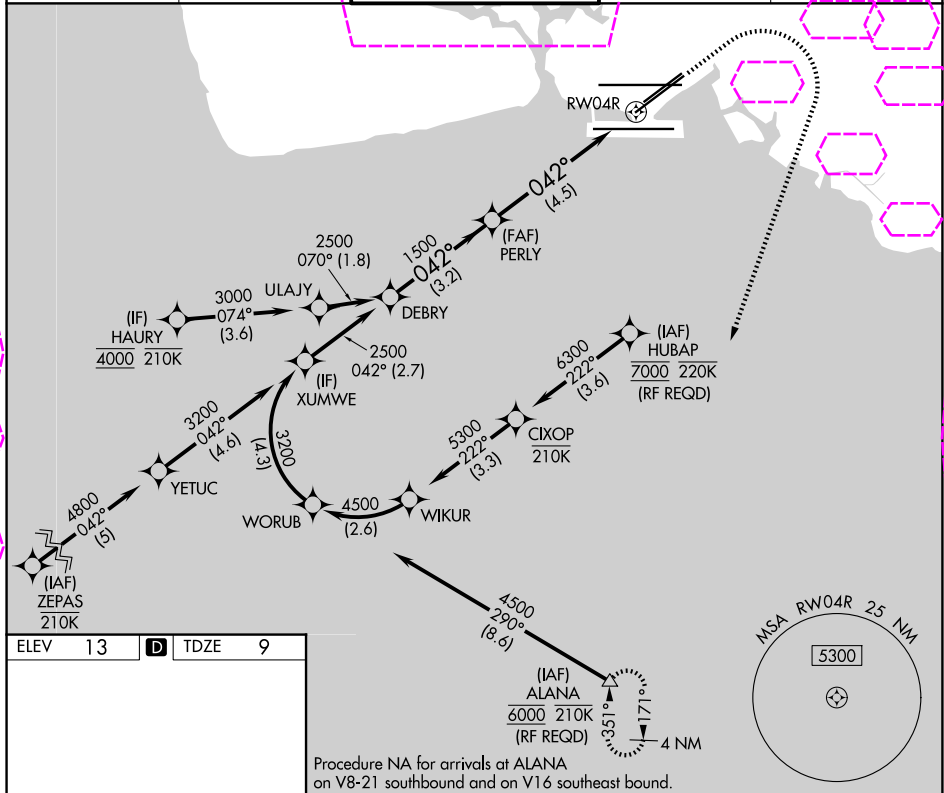 RW04R
042°
(4.5)
(FAF)
PERLY
1500
042°
(3.2)
2500
070° (1.8)
ULAJY
DEBRY
3000
074°
(3.6)
(IF)
HAURY
4000 210K
2500
042° (2.7)
(IF)
XUMWE
(IAF)
HUBAP
7000 220K
(RF REQD)
6300
222°
(3.6)
CIXOP
210K
5300
222°
(3.3)
3200
042°
(4.6)
3200
(4.3)
YETUC
WIKUR
4500
(2.6)
WORUB
4800
042°
(5)
(IAF)
ZEPAS
210K
4500
290°
(8.6)
(IAF)
ALANA
6000 210K
(RF REQD)
351°
171°
4 NM
MSA RW04R 25 NM
5300
ELEV 13 D TDZE 9
Procedure NA for arrivals at ALANA
on V8-21 southbound and on V16 southeast bound.